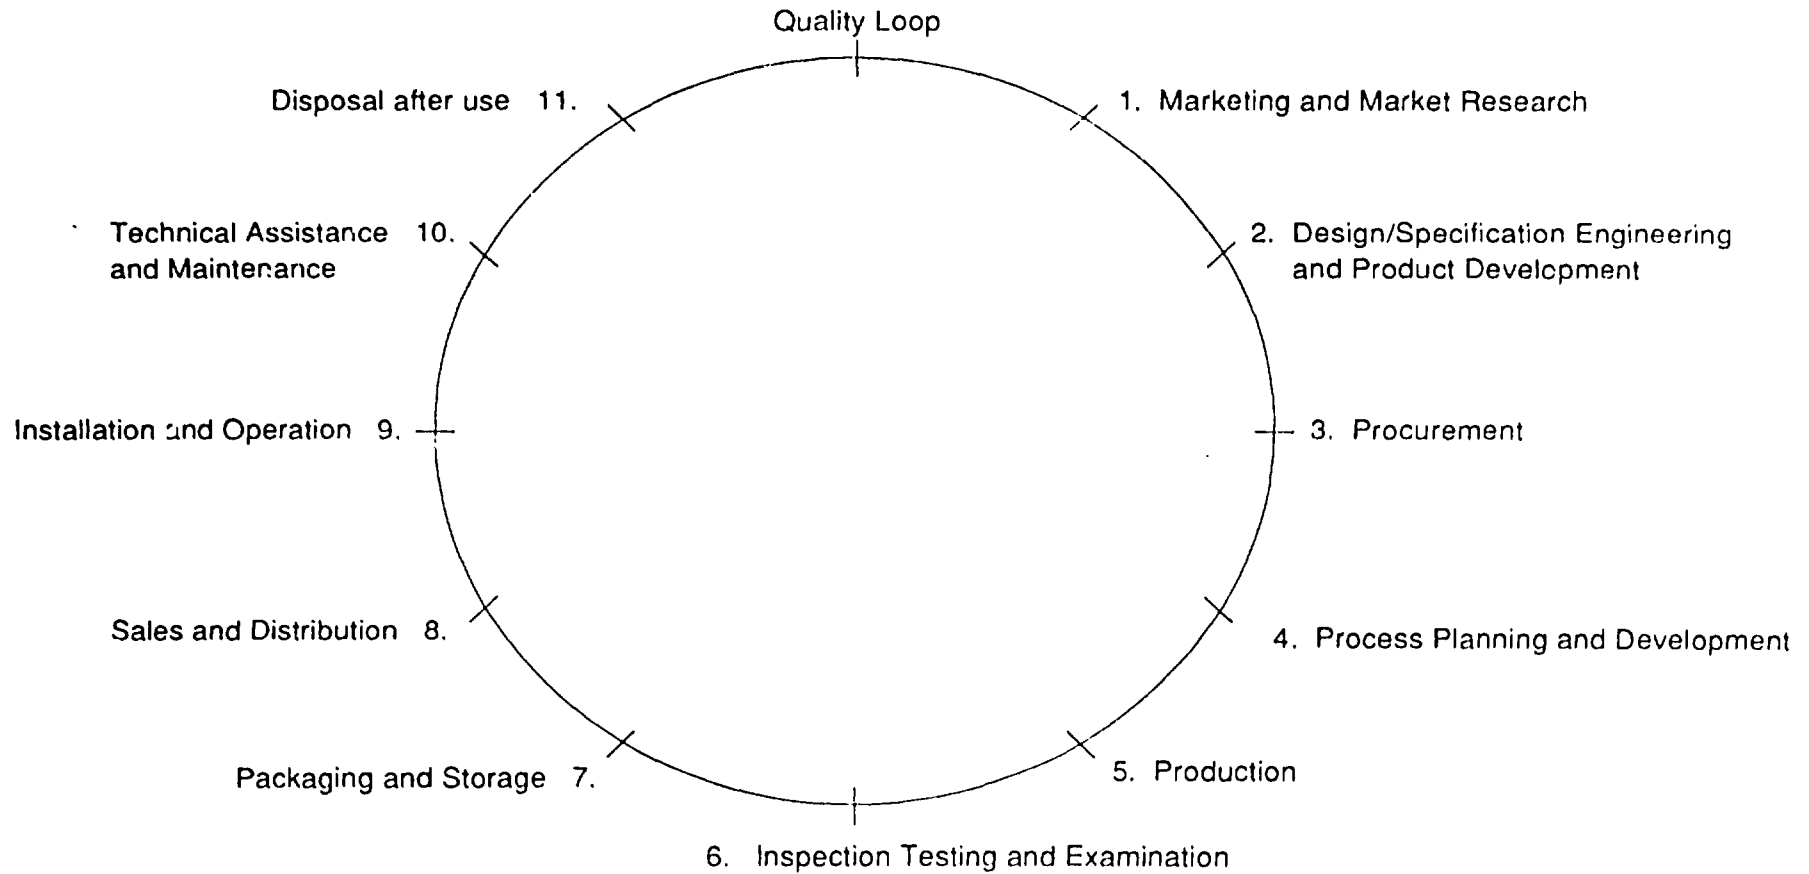 Quality Loop
1. Marketing and Market Research
2. Design/Specification Engineering
and Product Development
3. Procurement
4. Process Planning and Development
5. Production
6. Inspection Testing and Examination
Packaging and Storage 7.
Sales and Distribution 8.
Installation and Operation 9.
Technical Assistance 10.
and Maintenance
Disposal after use 11.